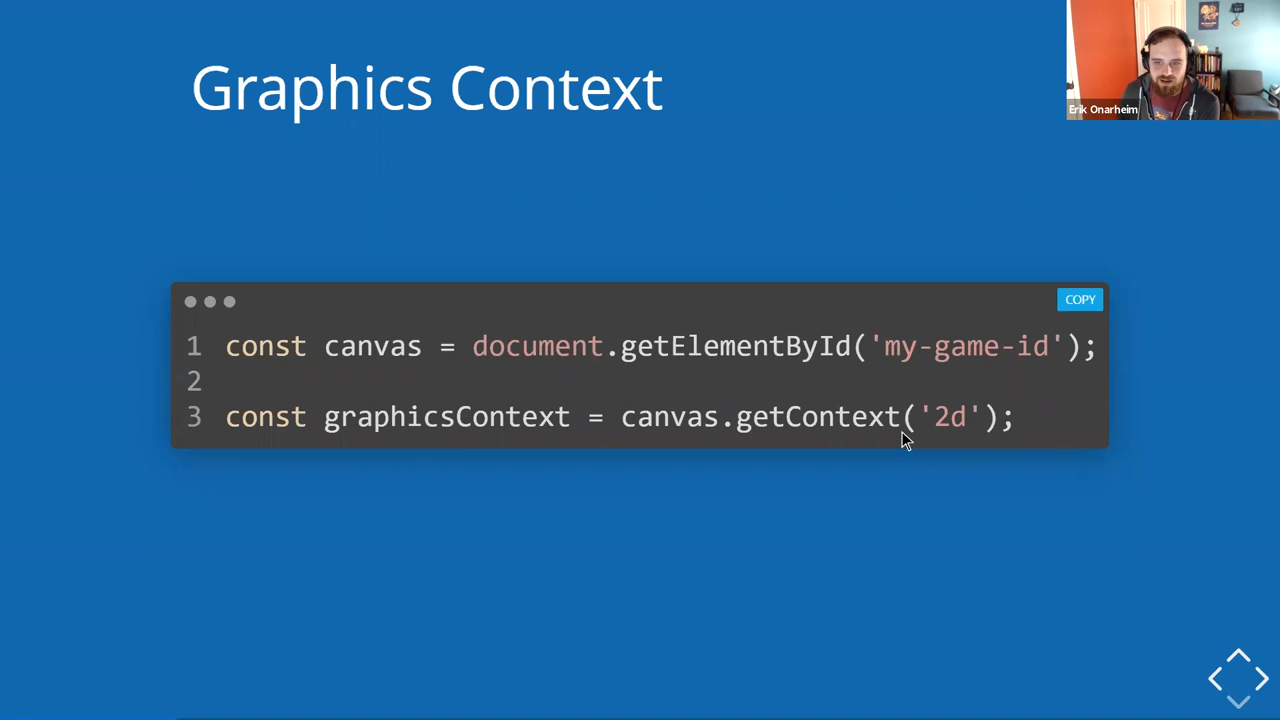 Graphics Context
Erik Onarheim
COPY
1 const canvas = document.getElementById('my-game-id');
2
3 const graphicsContext = canvas.getContext('2d');